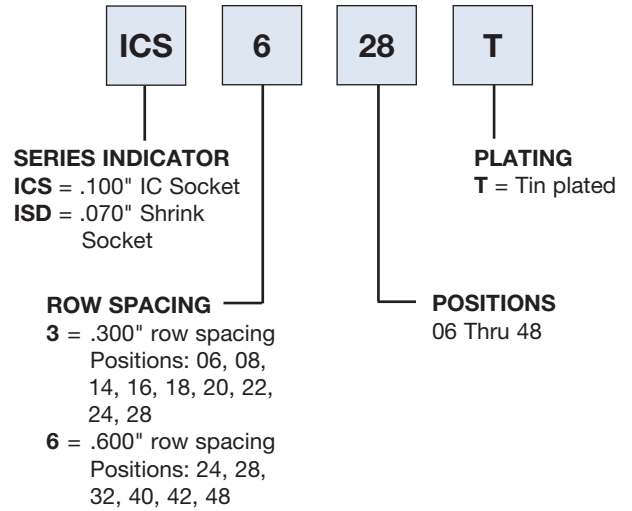 ICS 6 28 T
SERIES INDICATOR
ICS = .100" IC Socket
ISD = .070" Shrink
Socket
PLATING
T = Tin plated
ROW SPACING
3 = .300" row spacing
Positions: 06, 08,
14, 16, 18, 20, 22,
24, 28
6 = .600" row spacing
Positions: 24, 28,
32, 40, 42, 48
POSITIONS
06 Thru 48